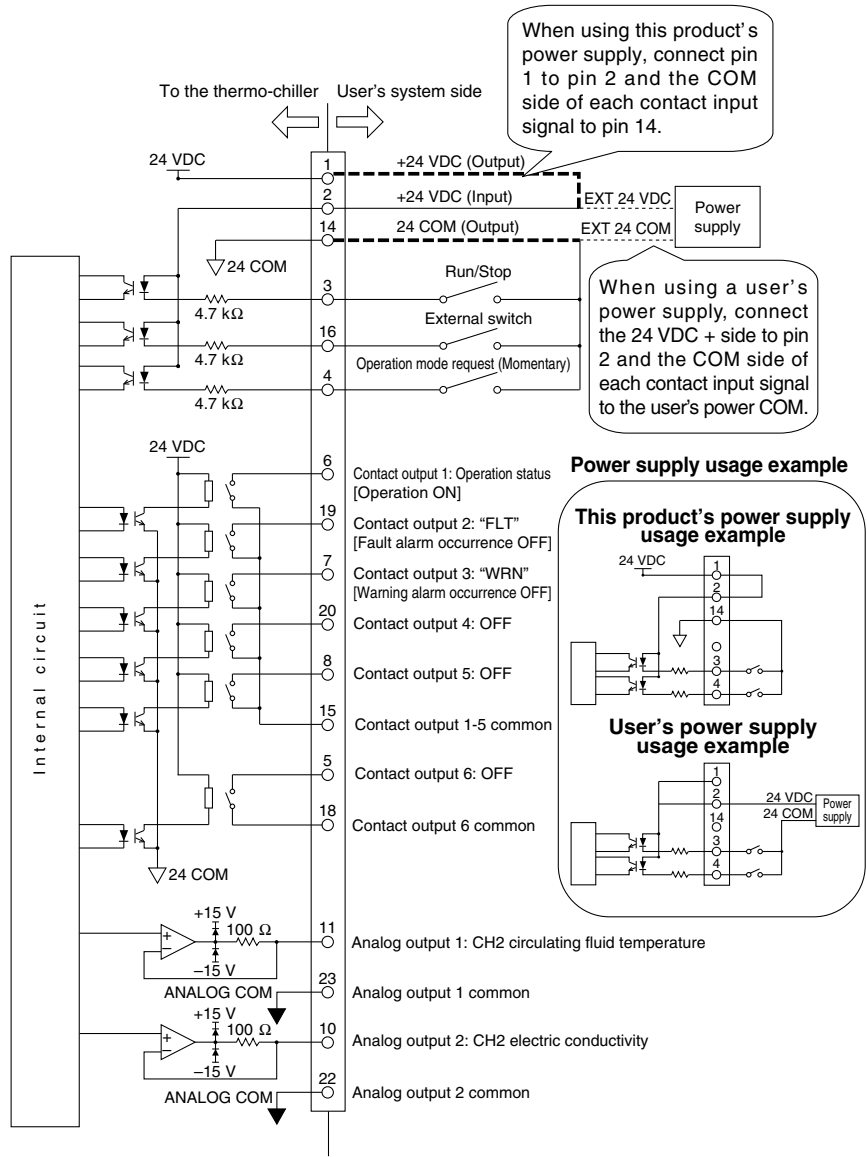 When using this product's
power supply, connect pin
1 to pin 2 and the COM
side of each contact input
signal to pin 14.
To the thermo-chiller
User's system side
24 VDC
1
+24 VDC (Output)
2
+24 VDC (Input)
EXT 24 VDC
14
24 COM (Output)
EXT 24 COM
Power
supply
24 COM
When using a user's
power supply, connect
the 24 VDC + side to pin
2 and the COM side of
each contact input signal
to the user's power COM.
3
Run/Stop
4.7 kΩ
16
External switch
4.7 kΩ
4
Operation mode request (Momentary)
4.7 kΩ
Internal circuit
24 VDC
6
Contact output 1: Operation status
[Operation ON]
19
Contact output 2: “FLT”
[Fault alarm occurrence OFF]
7
Contact output 3: “WRN”
[Warning alarm occurrence OFF]
20
Contact output 4: OFF
8
Contact output 5: OFF
15
Contact output 1-5 common
5
Contact output 6: OFF
18
Contact output 6 common
24 COM
+15 V
100 Ω
+
−
–15 V
11
Analog output 1: CH2 circulating fluid temperature
ANALOG COM
23
Analog output 1 common
+15 V
100 Ω
+
−
–15 V
10
Analog output 2: CH2 electric conductivity
ANALOG COM
22
Analog output 2 common
Power supply usage example
This product's power supply
usage example
24 VDC
1
2
14
3
4
User's power supply
usage example
1
2
14
3
4
24 VDC
24 COM
Power
supply